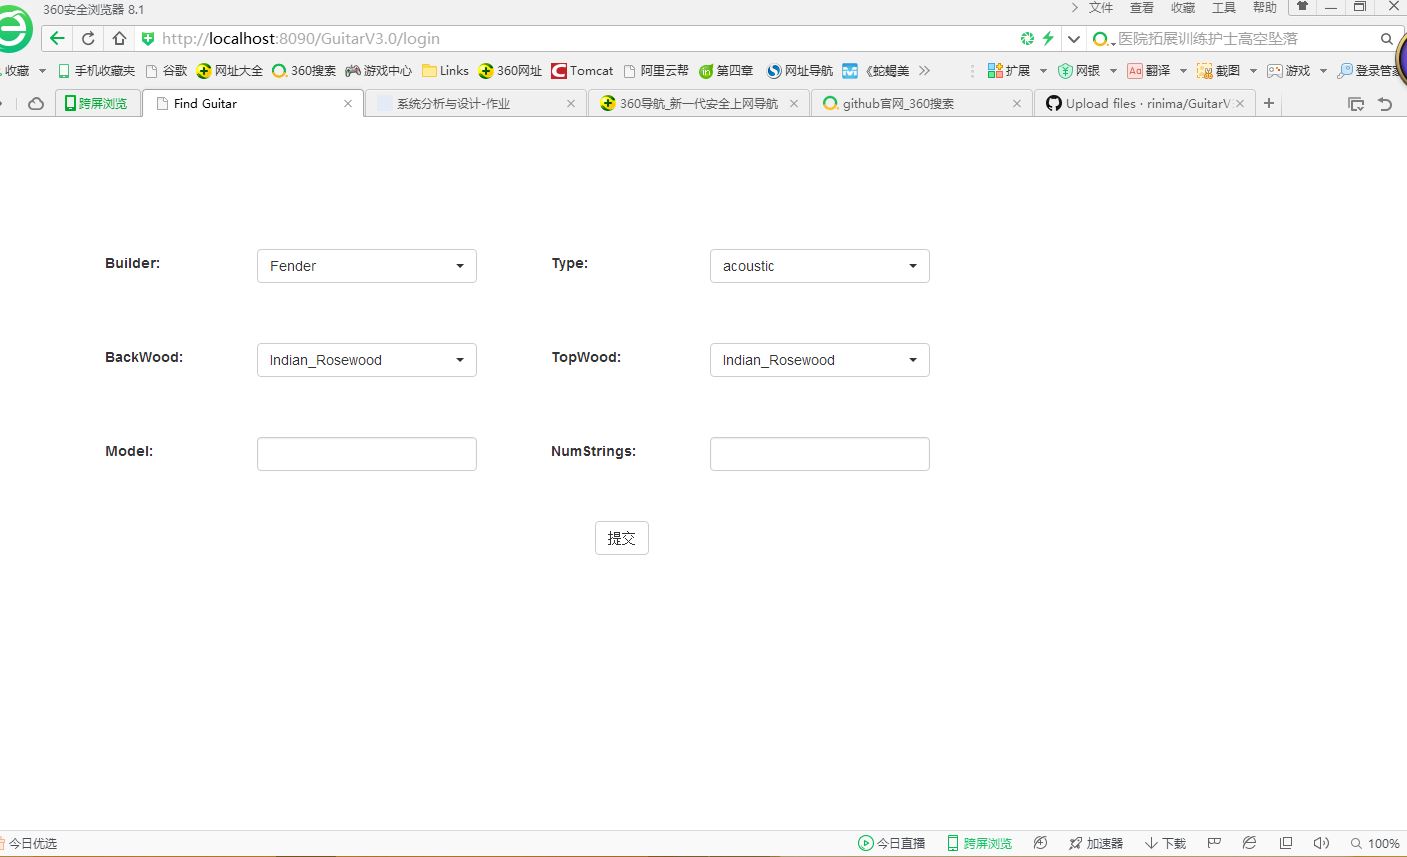 360安全浏览器 8.1
文件 查看 收藏 工具 帮助
http://localhost:8090/GuitarV3.0/login
医院拓展训练护士高空坠落
收藏 手机收藏夹 谷歌 网址大全 360搜索 游戏中心 Links 360网址 Tomcat 阿里云帮 第四章 网址导航 《蛇蝎美 扩展 网银 Aa 翻译 截图 游戏 登录管家
跨屏浏览 Find Guitar 系统分析与设计-作业 360导航_新一代安全上网导航 github官网_360搜索 Upload files · rinima/GuitarV
Builder: Fender Type: acoustic
BackWood: Indian_Rosewood TopWood: Indian_Rosewood
Model: NumStrings:
提交
今日优选 今日直播 跨屏浏览 加速器 下载 100%